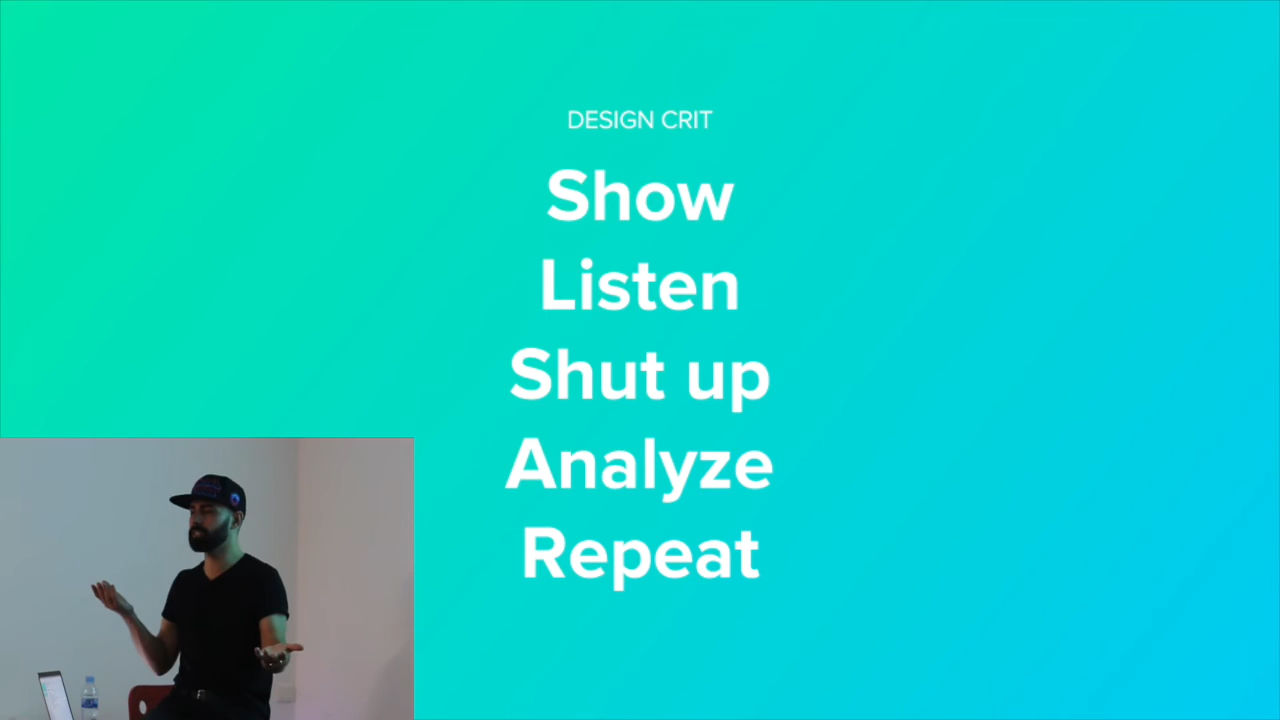 DESIGN CRIT
Show
Listen
Shut up
Analyze
Repeat